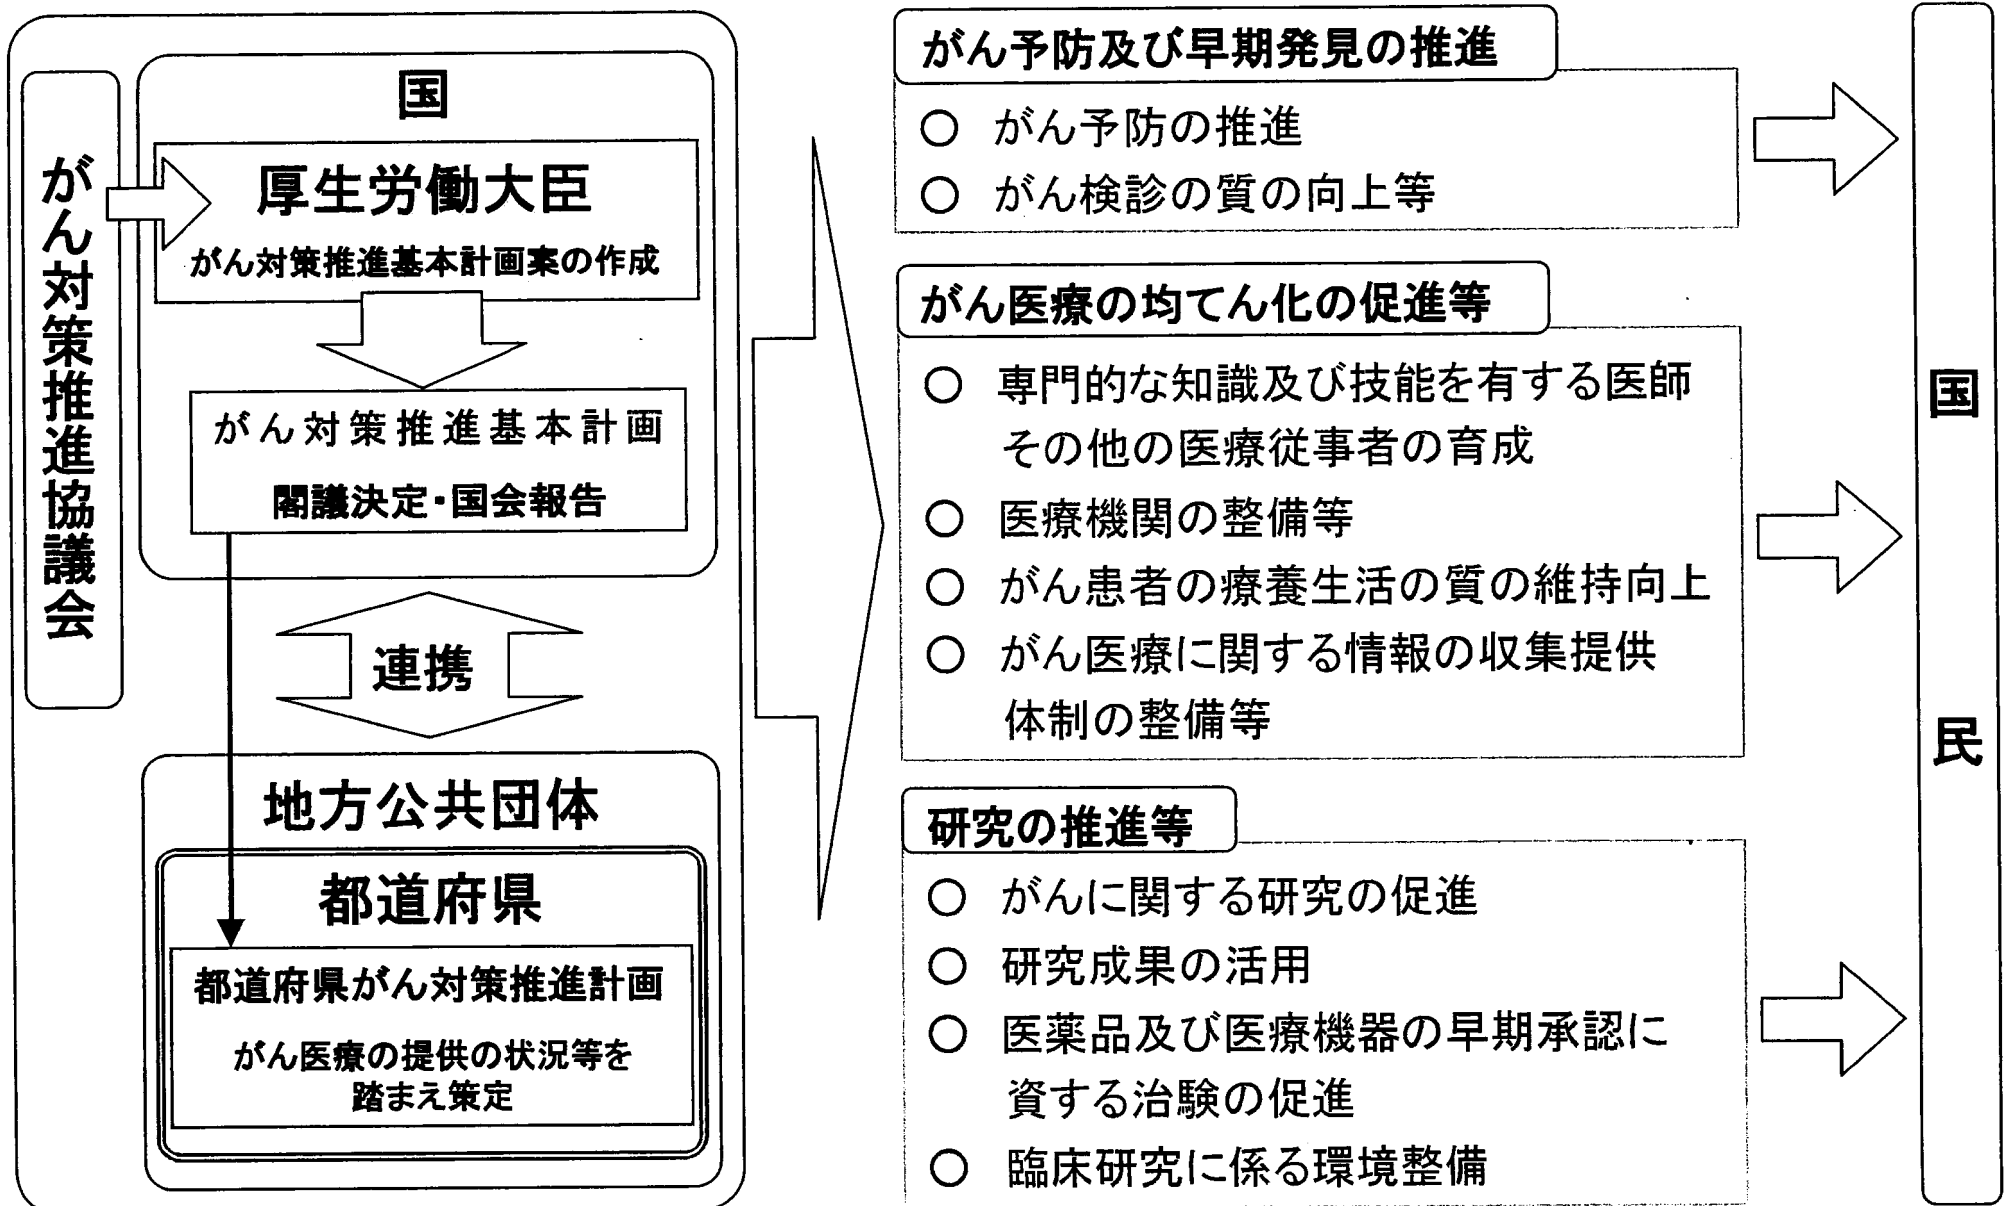 がん対策推進協議会
国
厚生労働大臣
がん対策推進基本計画案の作成
がん対策推進基本計画
閣議決定・国会報告
連携
地方公共団体
都道府県
都道府県がん対策推進計画
がん医療の提供の状況等を
踏まえ策定
がん予防及び早期発見の推進
○ がん予防の推進
○ がん検診の質の向上等
がん医療の均てん化の促進等
○ 専門的な知識及び技能を有する医師
その他の医療従事者の育成
○ 医療機関の整備等
○ がん患者の療養生活の質の維持向上
○ がん医療に関する情報の収集提供
体制の整備等
研究の推進等
○ がんに関する研究の促進
○ 研究成果の活用
○ 医薬品及び医療機器の早期承認に
資する治験の促進
○ 臨床研究に係る環境整備
国民